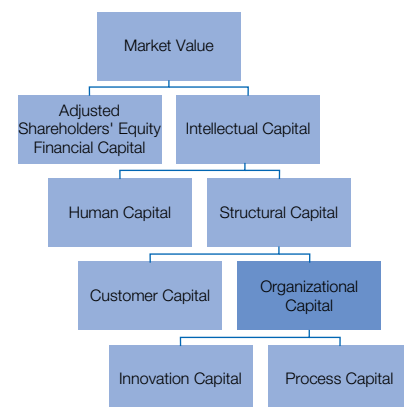 Market Value
Adjusted
Shareholders' Equity
Financial Capital
Intellectual Capital
Human Capital
Structural Capital
Customer Capital
Organizational
Capital
Innovation Capital
Process Capital